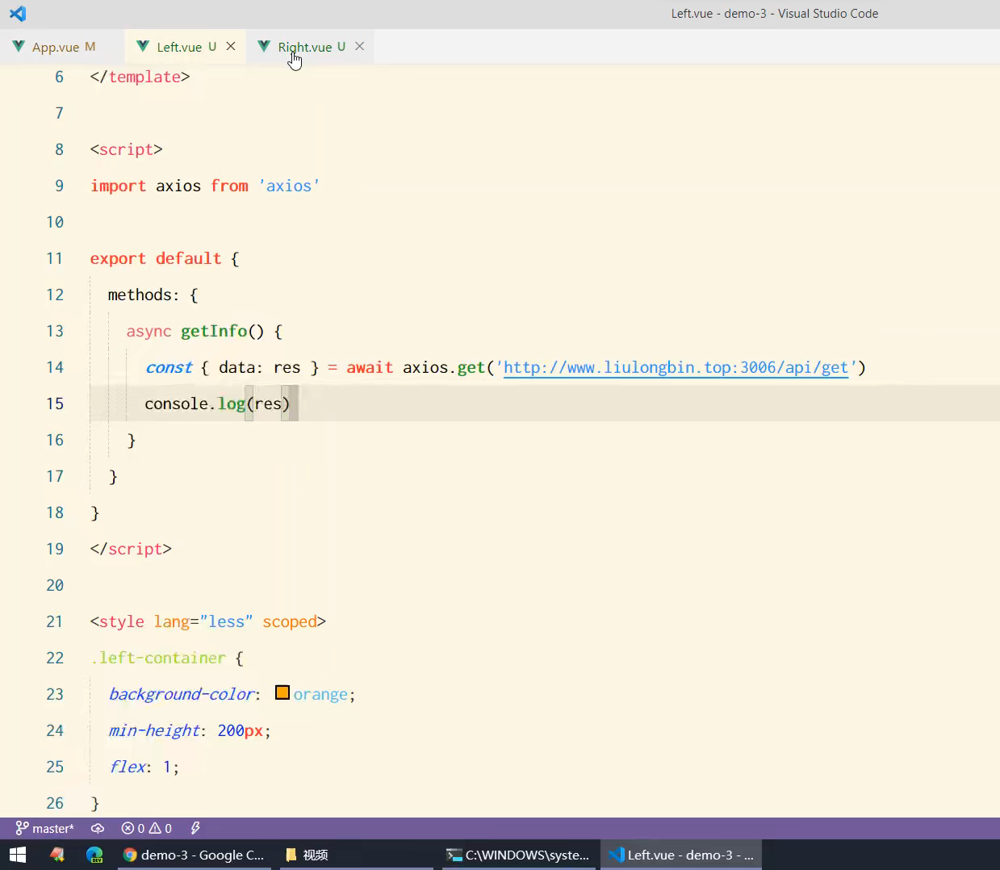 Left.vue - demo-3 - Visual Studio Code
App.vue M
Left.vue U
Right.vue U
6 </template>
7
8 <script>
9 import axios from 'axios'
10
11 export default {
12 methods: {
13 async getInfo() {
14 const { data: res } = await axios.get('http://www.liulongbin.top:3006/api/get')
15 console.log(res)
16 }
17 }
18 }
19 </script>
20
21 <style lang="less" scoped>
22 .left-container {
23 background-color: orange;
24 min-height: 200px;
25 flex: 1;
26 }
master* 0 0
DEV
demo-3 - Google C...
视频
C:\WINDOWS\syste...
Left.vue - demo-3 - ...